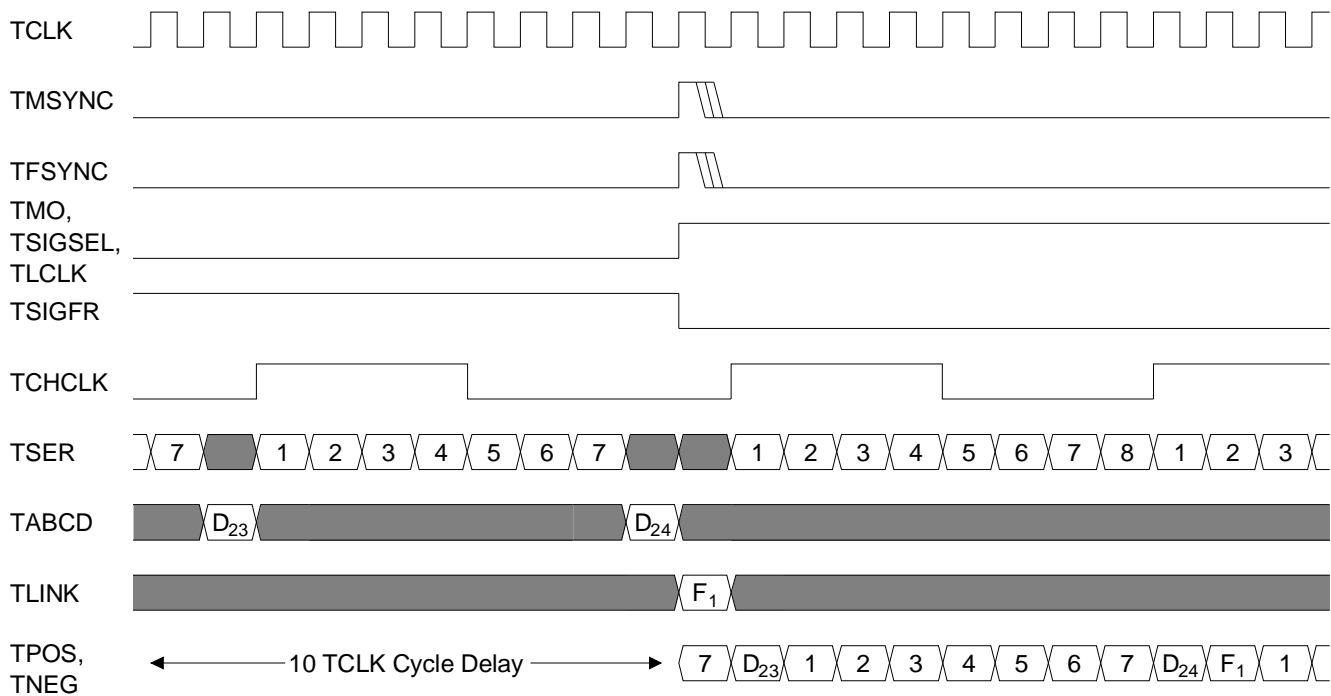 TCLK
TMSYNC
TFSYNC
TMO,
TSIGSEL,
TLCLK
TSIGFR
TCHCLK
TSER 7 1 2 3 4 5 6 7 1 2 3 4 5 6 7 8 1 2 3
TABCD D23 D24
TLINK F1
TPOS,
TNEG 10 TCLK Cycle Delay 7 D23 1 2 3 4 5 6 7 D24 F1 1